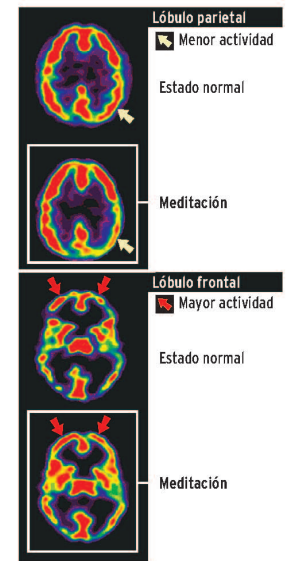 Lóbulo parietal
Menor actividad
Estado normal
Meditación
Lóbulo frontal
Mayor actividad
Estado normal
Meditación